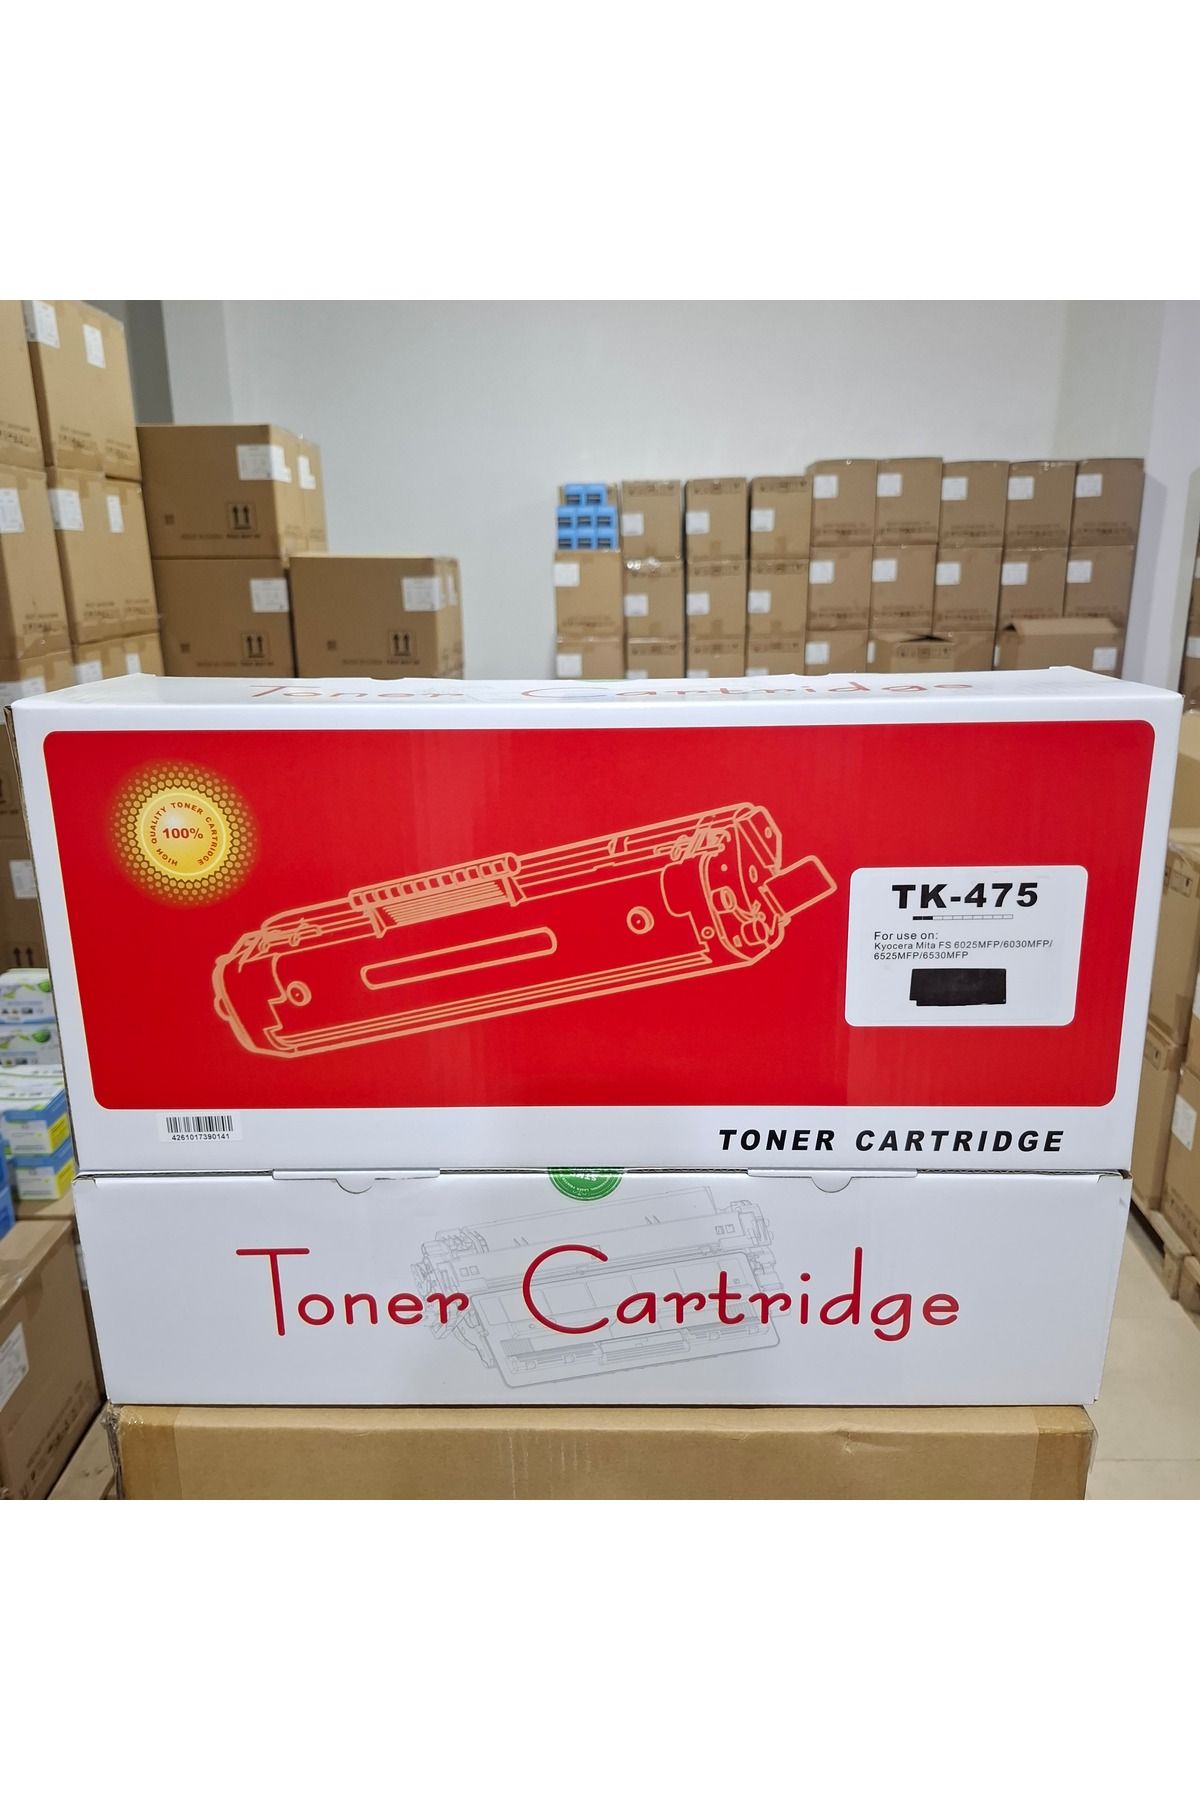 Toner Cartridge
HIGH QUALITY TONER CARTRIDGE
100%
TK-475
For use on:
Kyocera Mita FS 6025MFP/6030MFP/
6525MFP/6530MFP
4261017390141
TONER CARTRIDGE
Toner Cartridge